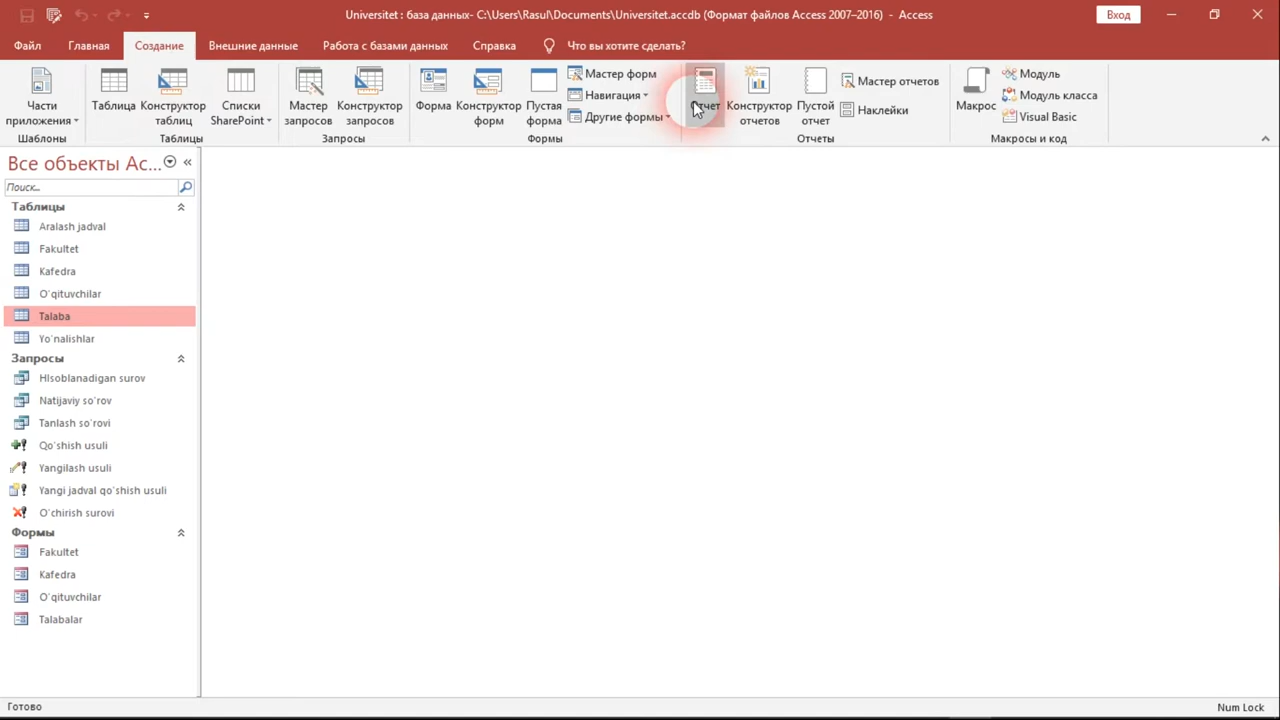 Universitet : база данных- C:\Users\Rasul\Documents\Universitet.accdb (Формат файлов Access 2007–2016) - Access
Вход
Файл Главная Создание Внешние данные Работа с базами данных Справка Что вы хотите сделать?
Части приложения
Шаблоны
Таблица
Конструктор таблиц
Списки SharePoint
Таблицы
Мастер запросов
Конструктор запросов
Запросы
Форма
Конструктор форм
Пустая форма
Мастер форм
Навигация
Другие формы
Формы
Отчет
Конструктор отчетов
Пустой отчет
Мастер отчетов
Наклейки
Отчеты
Макрос
Модуль
Модуль класса
Visual Basic
Макросы и код
Все объекты Ac...
Поиск...
Таблицы
Aralash jadval
Fakultet
Kafedra
O`qituvchilar
Talaba
Yo`nalishlar
Запросы
HIsoblanadigan surov
Natijaviy so`rov
Tanlash so`rovi
Qo`shish usuli
Yangilash usuli
Yangi jadval qo`shish usuli
O`chirish surovi
Формы
Fakultet
Kafedra
O`qituvchilar
Talabalar
Готово
Num Lock